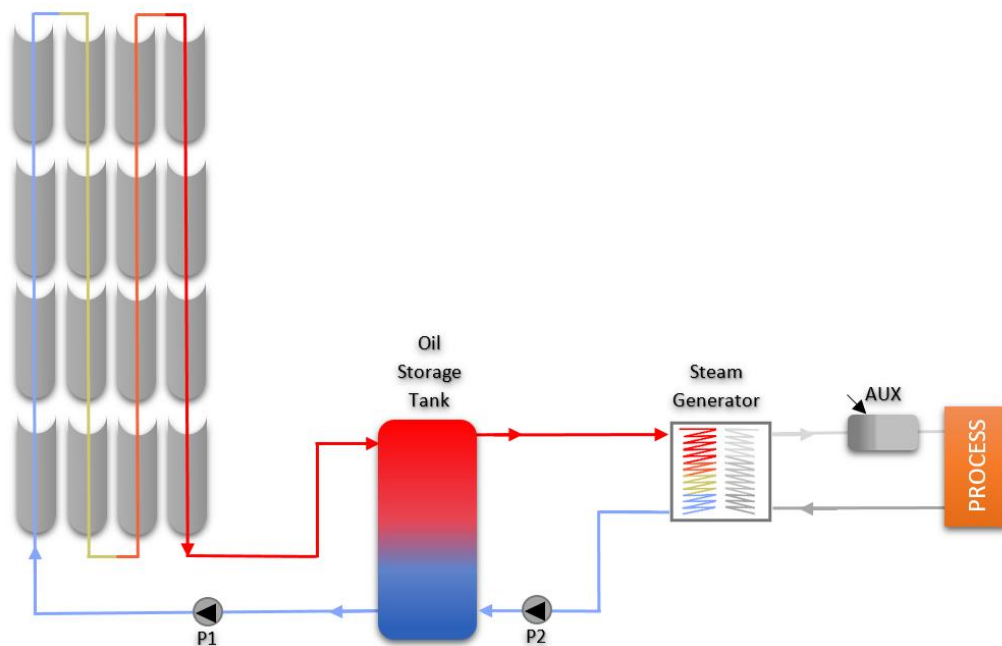 Oil
Storage
Tank
Steam
Generator
AUX
PROCESS
P1
P2